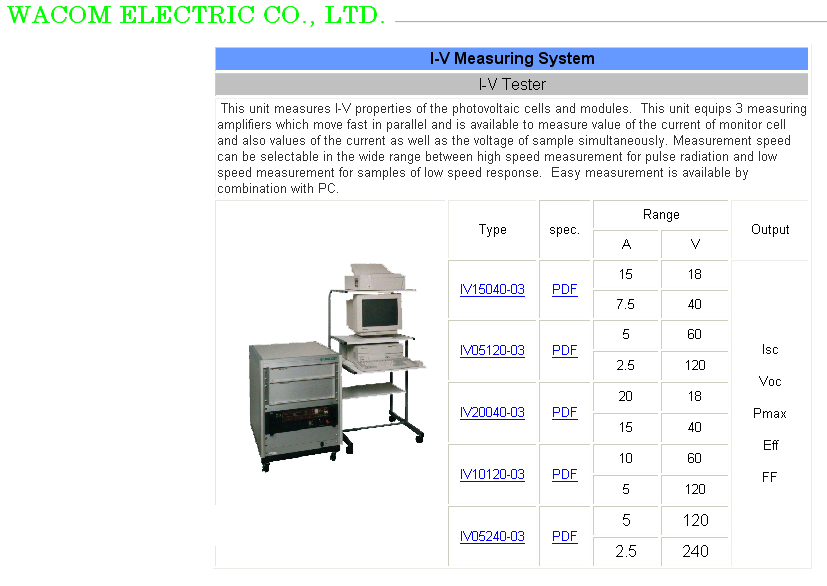 WACOM ELECTRIC CO., LTD.
I-V Measuring System
I-V Tester
This unit measures I-V properties of the photovoltaic cells and modules. This unit equips 3 measuring
amplifiers which move fast in parallel and is available to measure value of the current of monitor cell
and also values of the current as well as the voltage of sample simultaneously. Measurement speed
can be selectable in the wide range between high speed measurement for pulse radiation and low
speed measurement for samples of low speed response. Easy measurement is available by
combination with PC.
Type spec. Range Output
A V
IV15040-03 PDF 15 18
7.5 40
IV05120-03 PDF 5 60
2.5 120
IV20040-03 PDF 20 18
15 40
IV10120-03 PDF 10 60
5 120
IV05240-03 PDF 5 120
2.5 240
Isc
Voc
Pmax
Eff
FF